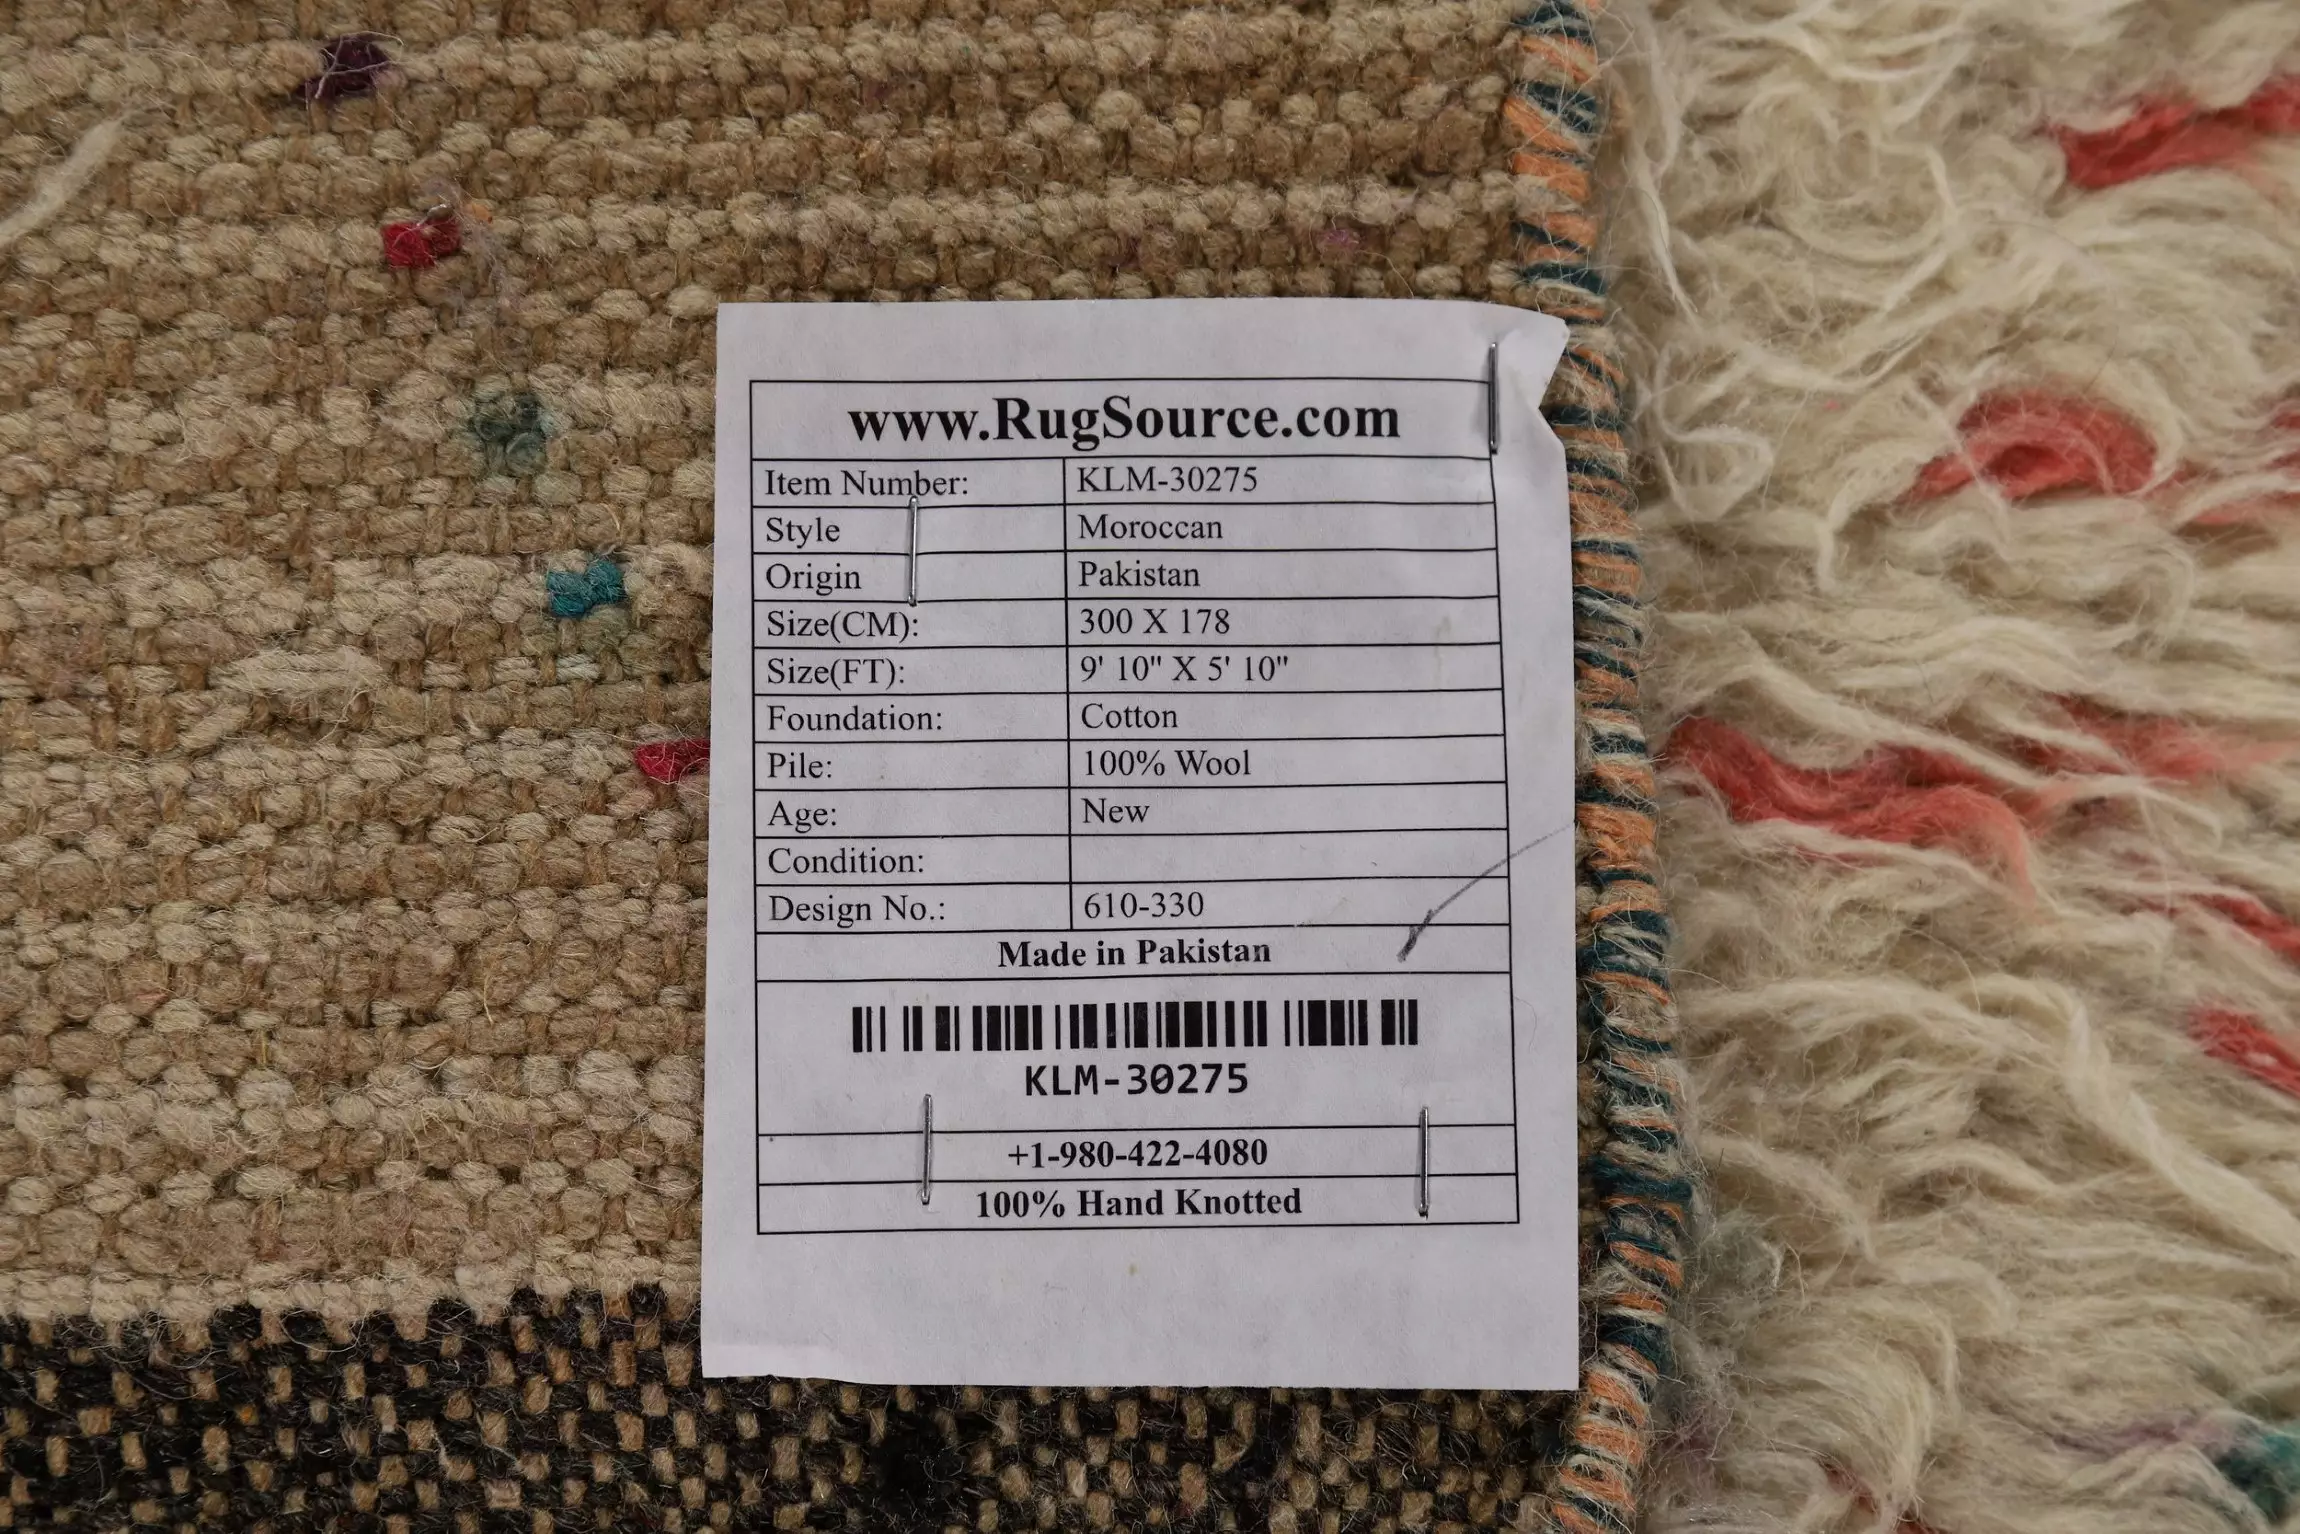 www.RugSource.com
Item Number: KLM-30275
Style Moroccan
Origin Pakistan
Size(CM): 300 X 178
Size(FT): 9' 10" X 5' 10"
Foundation: Cotton
Pile: 100% Wool
Age: New
Condition:
Design No.: 610-330
Made in Pakistan
KLM-30275
+1-980-422-4080
100% Hand Knotted